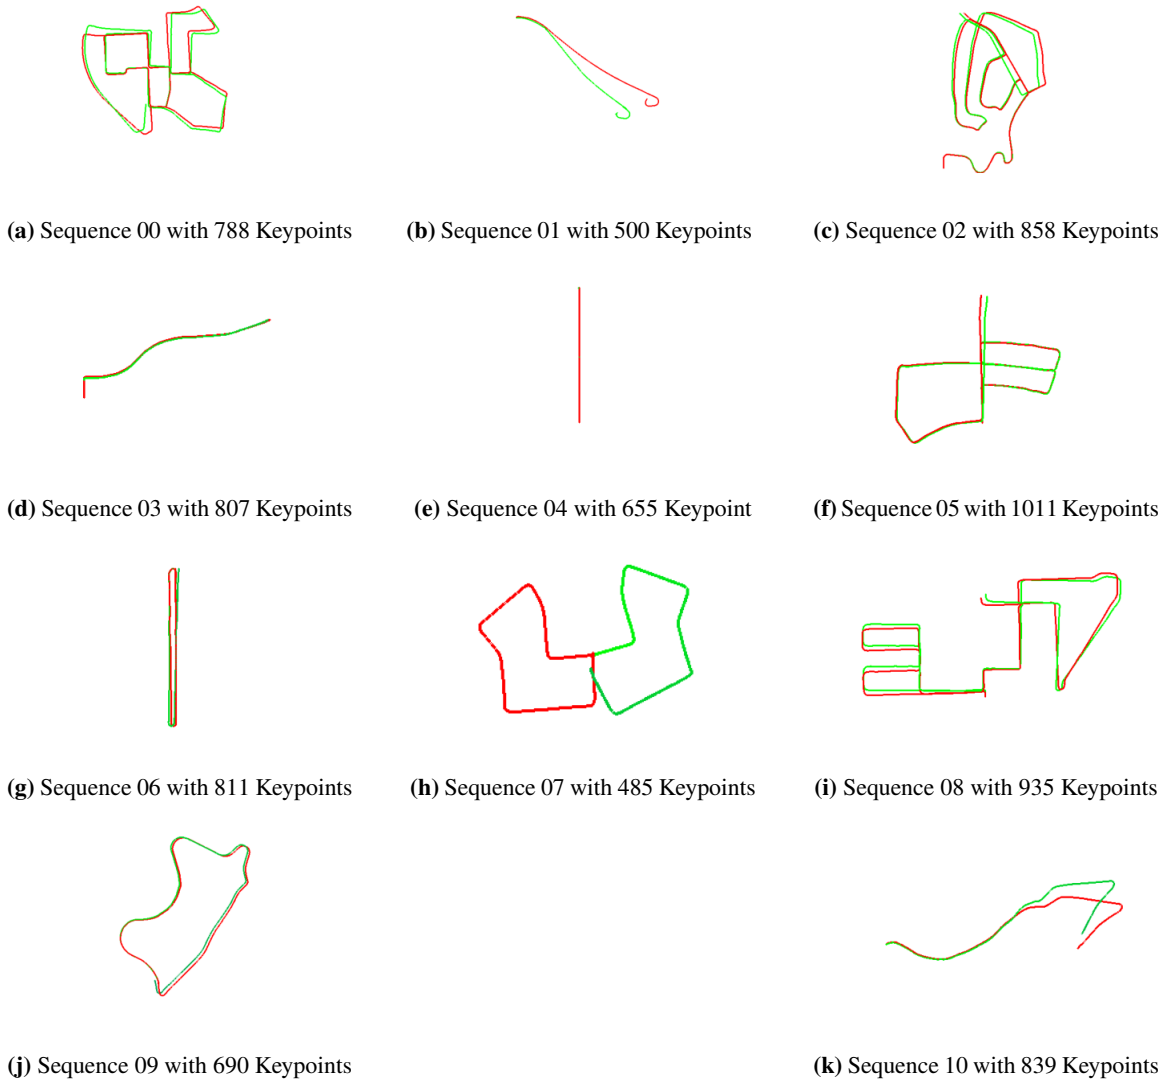 (a) Sequence 00 with 788 Keypoints
(b) Sequence 01 with 500 Keypoints
(c) Sequence 02 with 858 Keypoints
(d) Sequence 03 with 807 Keypoints
(e) Sequence 04 with 655 Keypoint
(f) Sequence 05 with 1011 Keypoints
(g) Sequence 06 with 811 Keypoints
(h) Sequence 07 with 485 Keypoints
(i) Sequence 08 with 935 Keypoints
(j) Sequence 09 with 690 Keypoints
(k) Sequence 10 with 839 Keypoints